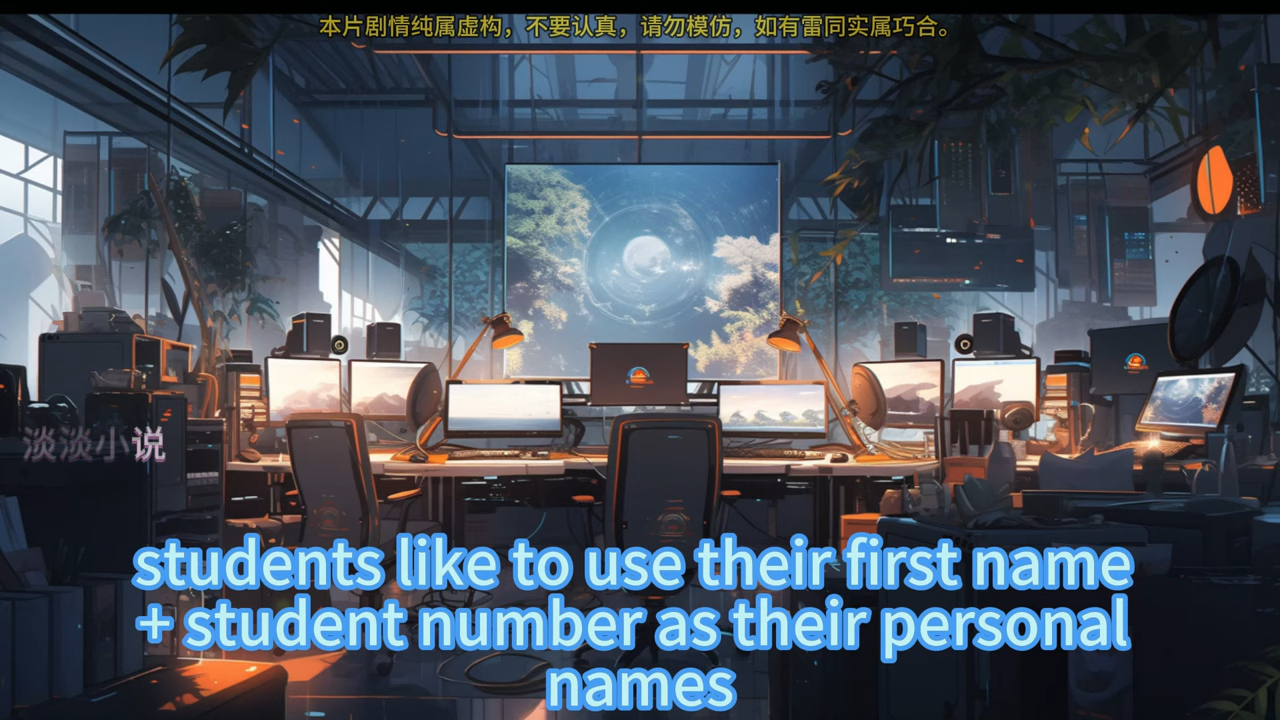 本片剧情纯属虚构，不要认真，请勿模仿，如有雷同实属巧合。
淡淡小说
students like to use their first name
+ student number as their personal
names